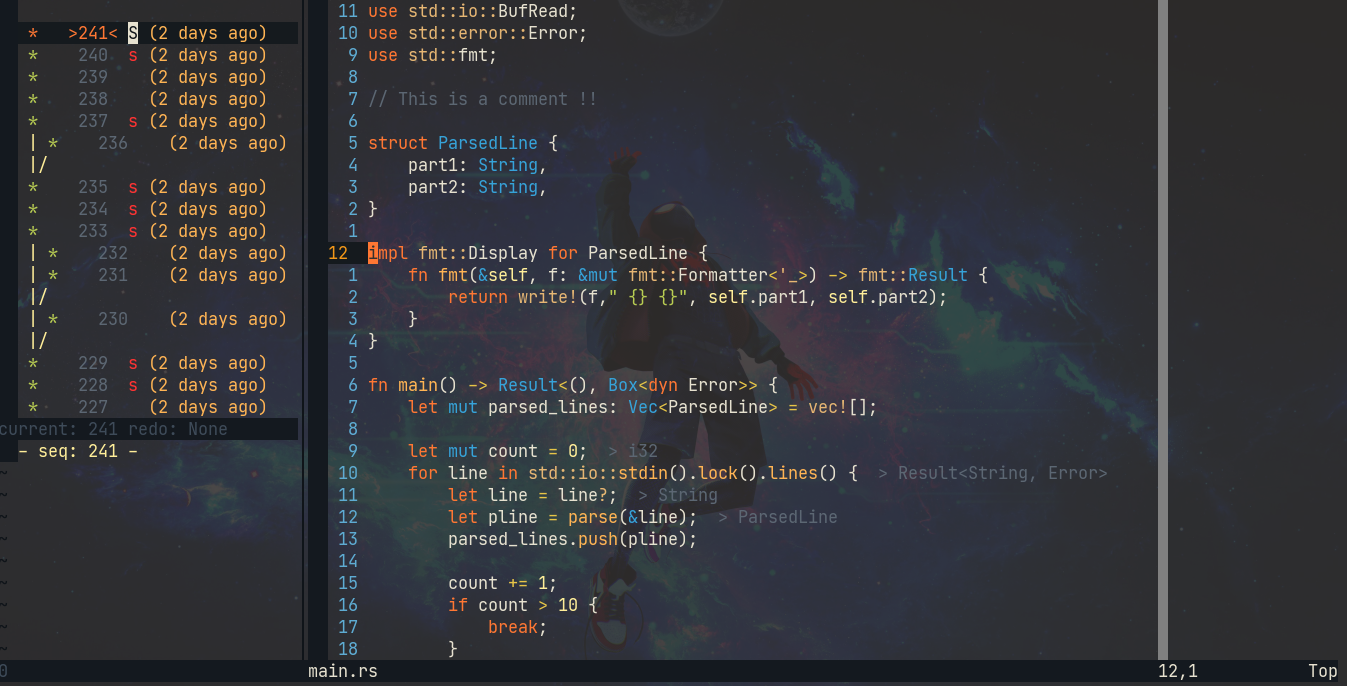 * >241< S (2 days ago)
* 240 s (2 days ago)
* 239 (2 days ago)
* 238 (2 days ago)
* 237 s (2 days ago)
| * 236 (2 days ago)
|/
* 235 s (2 days ago)
* 234 s (2 days ago)
* 233 s (2 days ago)
| * 232 (2 days ago)
| * 231 (2 days ago)
|/
| * 230 (2 days ago)
|/
* 229 s (2 days ago)
* 228 s (2 days ago)
* 227 (2 days ago)
current: 241 redo: None
- seq: 241 -
~
~
~
~
~
~
~
~
~
0
11 use std::io::BufRead;
10 use std::error::Error;
9 use std::fmt;
8
7 // This is a comment !!
6
5 struct ParsedLine {
4     part1: String,
3     part2: String,
2 }
1
12 impl fmt::Display for ParsedLine {
1     fn fmt(&self, f: &mut fmt::Formatter<'_>) -> fmt::Result {
2         return write!(f," {} {}", self.part1, self.part2);
3     }
4 }
5
6 fn main() -> Result<(), Box<dyn Error>> {
7     let mut parsed_lines: Vec<ParsedLine> = vec![];
8
9     let mut count = 0;  > i32
10     for line in std::io::stdin().lock().lines() {  > Result<String, Error>
11         let line = line?;  > String
12         let pline = parse(&line);  > ParsedLine
13         parsed_lines.push(pline);
14
15         count += 1;
16         if count > 10 {
17             break;
18         }
main.rs 12,1 Top